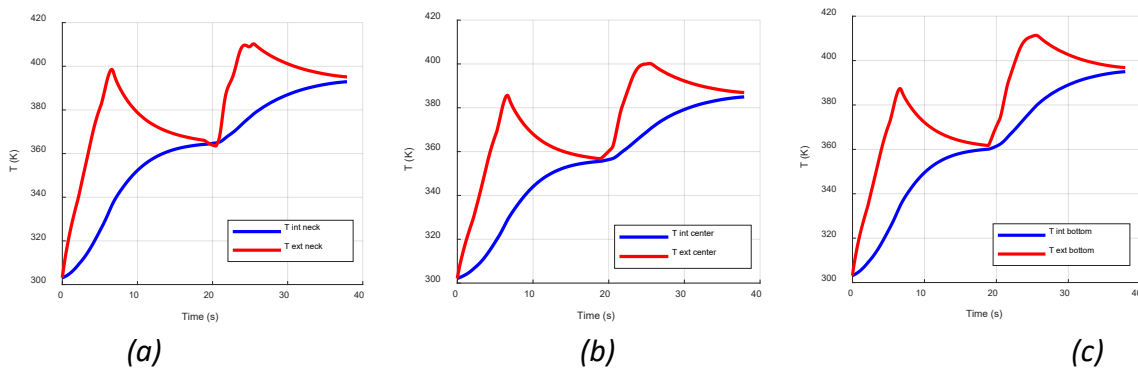 420
400
380
360
340
320
300
T (K)
0 10 20 30 40
Time (s)
T int neck
T ext neck
(a)
420
400
380
360
340
320
300
T (K)
0 10 20 30 40
Time (s)
T int center
T ext center
(b)
420
400
380
360
340
320
300
T (K)
0 10 20 30 40
Time (s)
T int bottom
T ext bottom
(c)